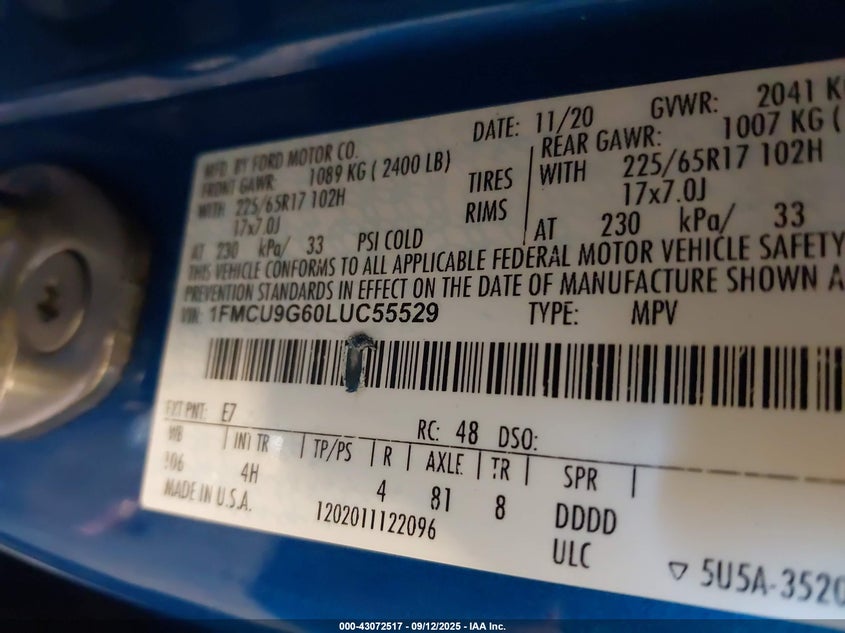 MFD. BY FORD MOTOR CO.
DATE: 11/20
GVWR: 2041 KG
FRONT GAWR: 1089 KG ( 2400 LB)
REAR GAWR: 1007 KG (
WITH 225/65R17 102H
TIRES
WITH 225/65R17 102H
17x7.0J
RIMS
17x7.0J
AT 230 kPa/ 33 PSI COLD
AT 230 kPa/ 33
THIS VEHICLE CONFORMS TO ALL APPLICABLE FEDERAL MOTOR VEHICLE SAFETY
PREVENTION STANDARDS IN EFFECT ON THE DATE OF MANUFACTURE SHOWN A
VIN: 1FMCU9G60LUC55529
TYPE: MPV
EXT PNT: E7
RC: 48 DSO:
WB | INT TR | TP/PS | R | AXLE | TR | SPR |
106 4H 4 81 8 DDDD
MADE IN U.S.A. 1202011122096 ULC
5U5A-3520
000-43072517 - 09/12/2025 - IAA Inc.